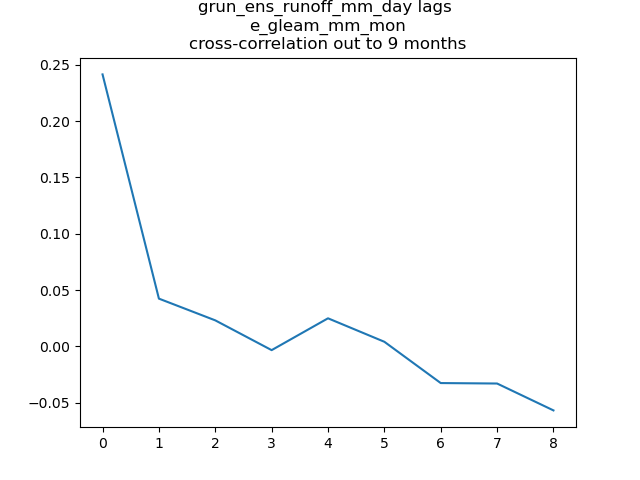 grun_ens_runoff_mm_day lags
e_gleam_mm_mon
cross-correlation out to 9 months
0.25
0.20
0.15
0.10
0.05
0.00
−0.05
0 1 2 3 4 5 6 7 8